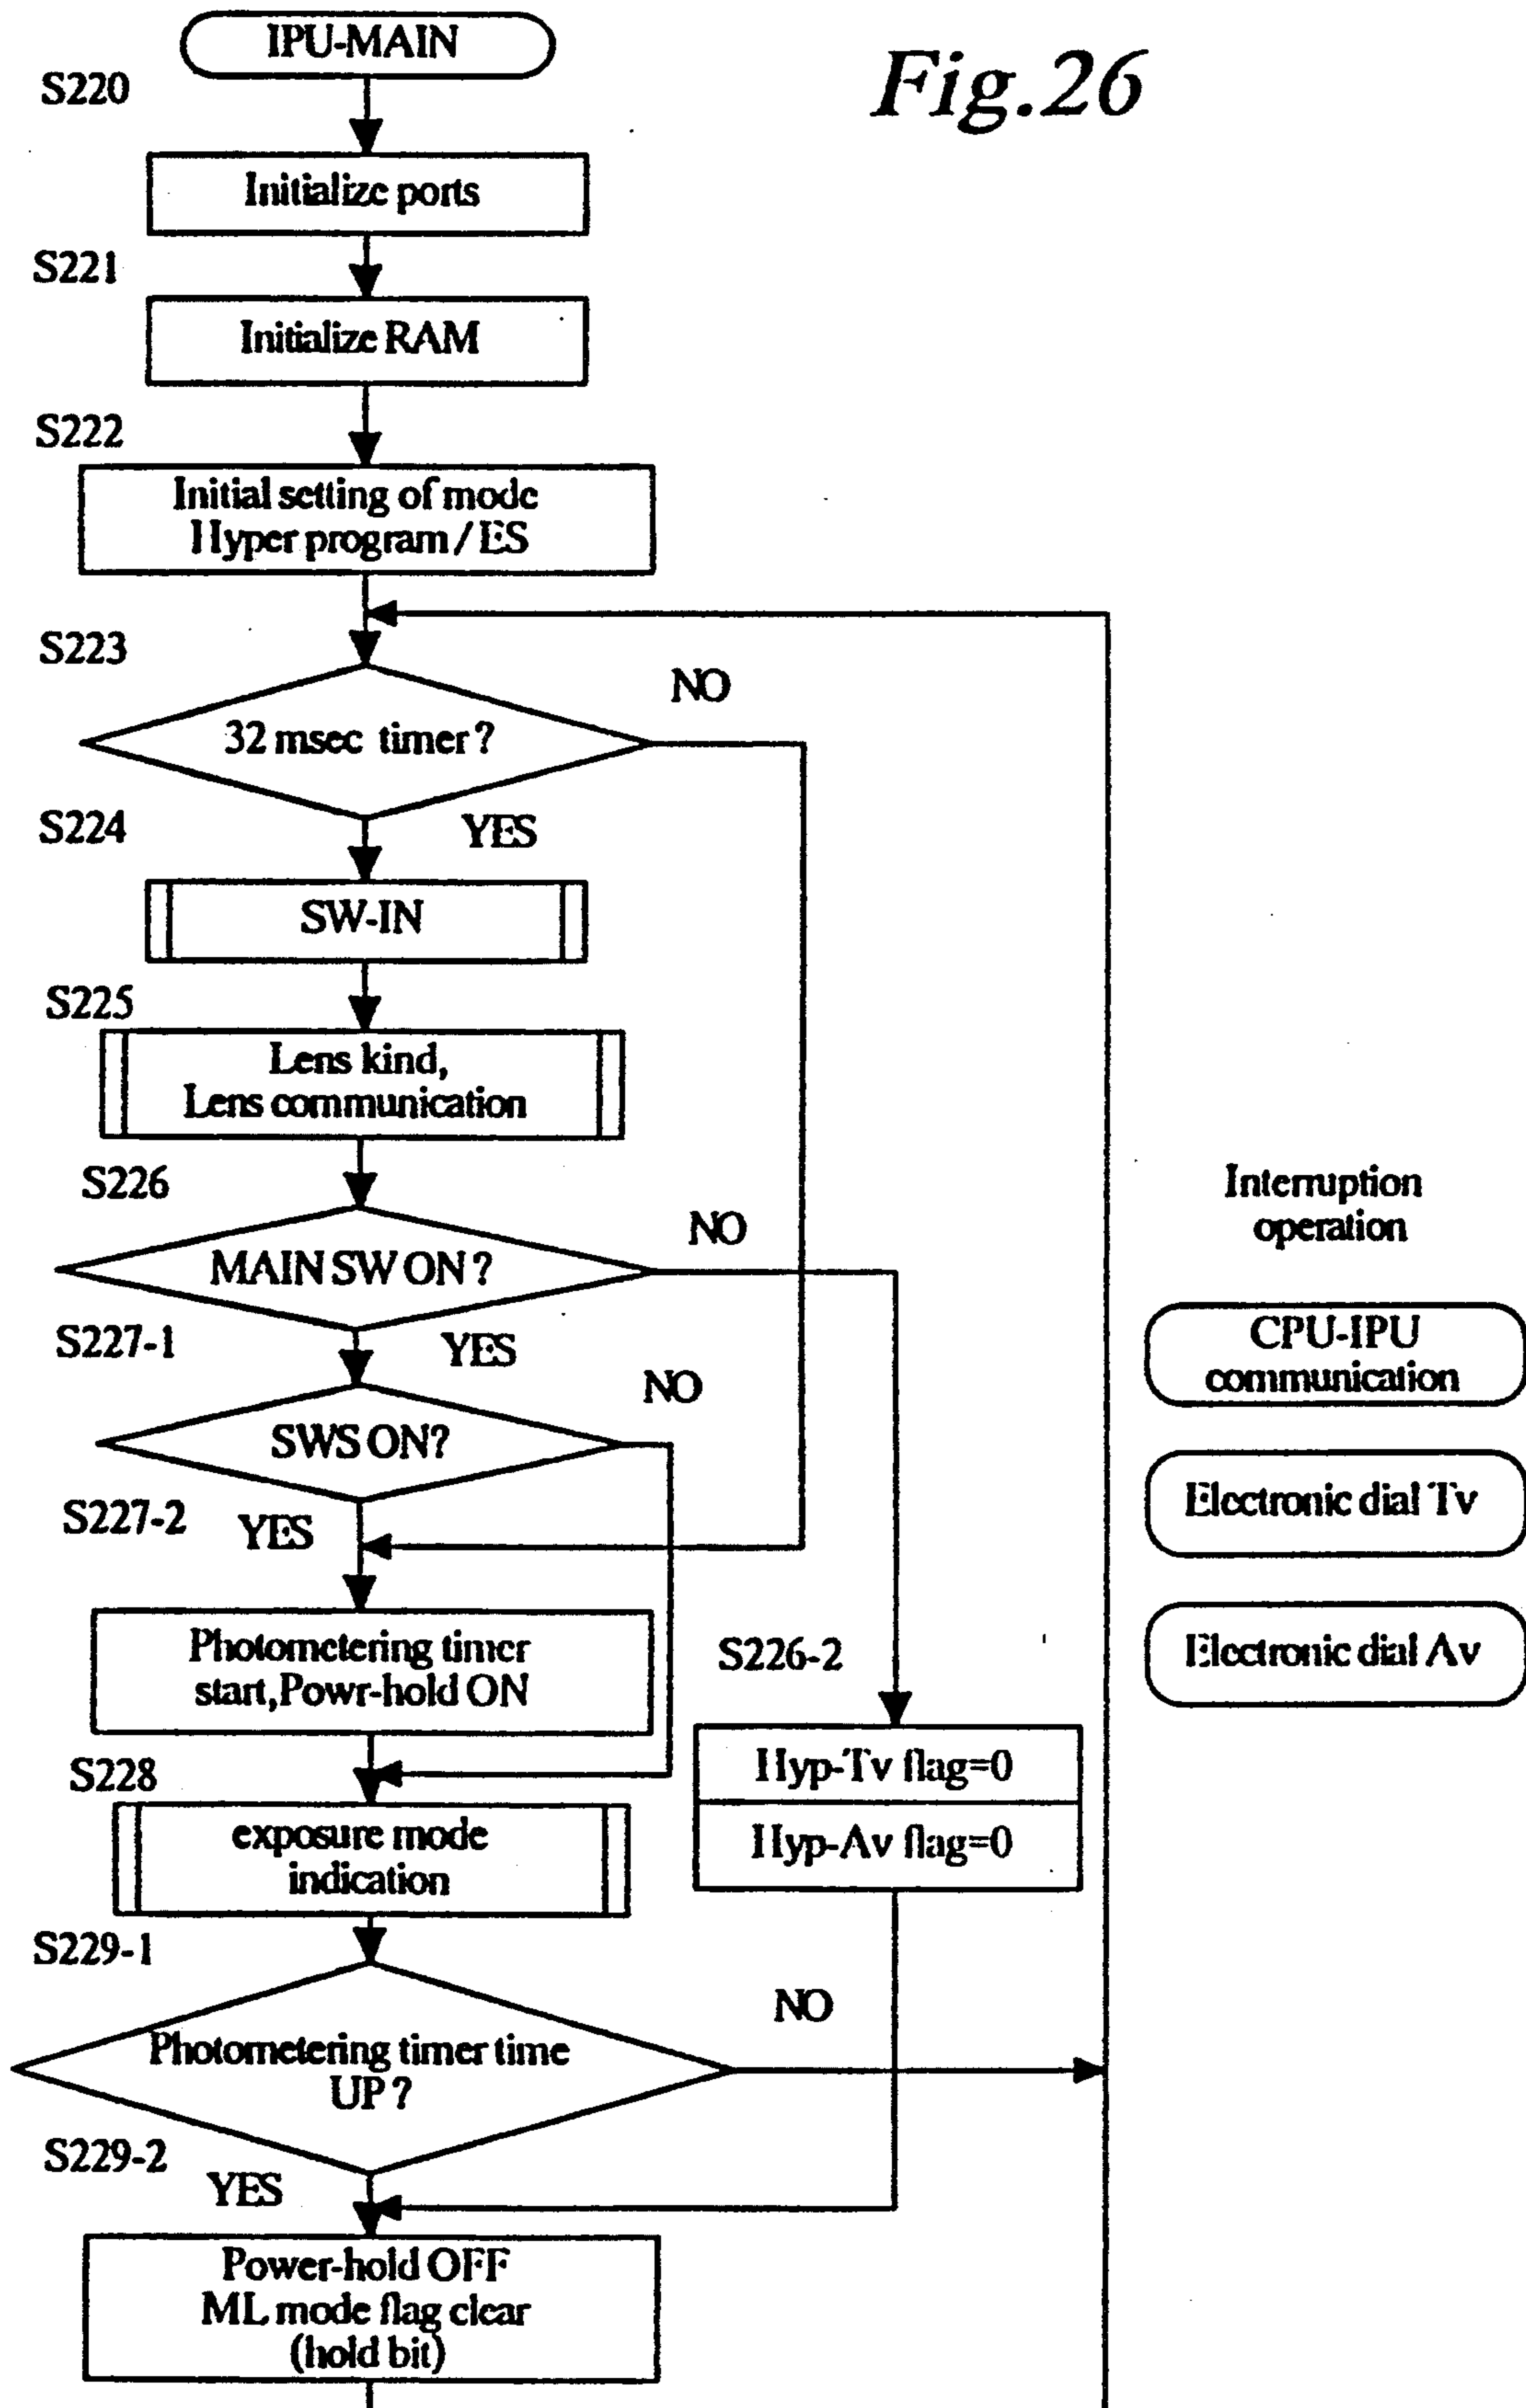 IPU-MAIN
Fig.26
S220
Initialize ports
S221
Initialize RAM
S222
Initial setting of mode
Hyper program / ES
S223
NO
32 msec timer ?
S224
YES
SW-IN
S225
Lens kind,
Lens communication
S226
NO
MAIN SW ON ?
S227-1
YES
NO
SWS ON?
S227-2
YES
Photometering timer
start, Powr-hold ON
S226-2
Hyp-Tv flag=0
Hyp-Av flag=0
S228
exposure mode
indication
S229-1
NO
Photometering timer time
UP ?
S229-2
YES
Power-hold OFF
ML mode flag clear
(hold bit)
Interruption
operation
CPU-IPU
communication
Electronic dial Tv
Electronic dial Av